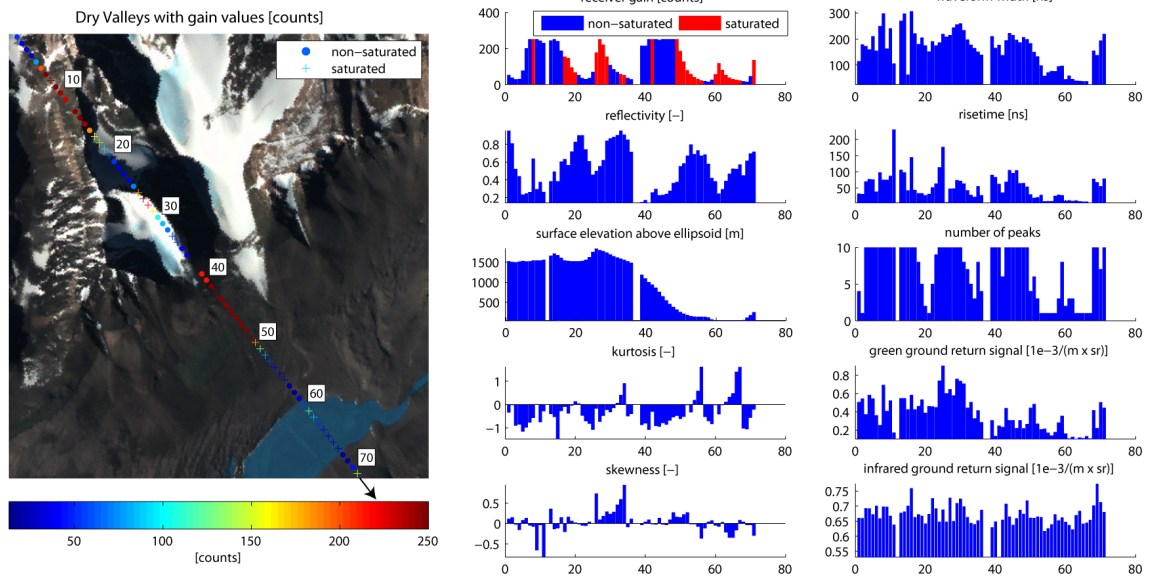 Dry Valleys with gain values [counts]
non-saturated
saturated
10
20
30
40
50
60
70
50 100 150 200 250
[counts]
receiver gain [counts]
non-saturated saturated
400
200
0
0 20 40 60 80
reflectivity [−]
0.8
0.6
0.4
0.2
0 20 40 60 80
surface elevation above ellipsoid [m]
1500
1000
500
0 20 40 60 80
kurtosis [−]
1
0
−1
0 20 40 60 80
skewness [−]
0.5
0
−0.5
0 20 40 60 80
300
200
100
0 20 40 60 80
risetime [ns]
200
150
100
50
0 20 40 60 80
number of peaks
10
5
0
0 20 40 60 80
green ground return signal [1e−3/(m x sr)]
0.8
0.6
0.4
0.2
0 20 40 60 80
infrared ground return signal [1e−3/(m x sr)]
0.75
0.7
0.65
0.6
0.55
0 20 40 60 80